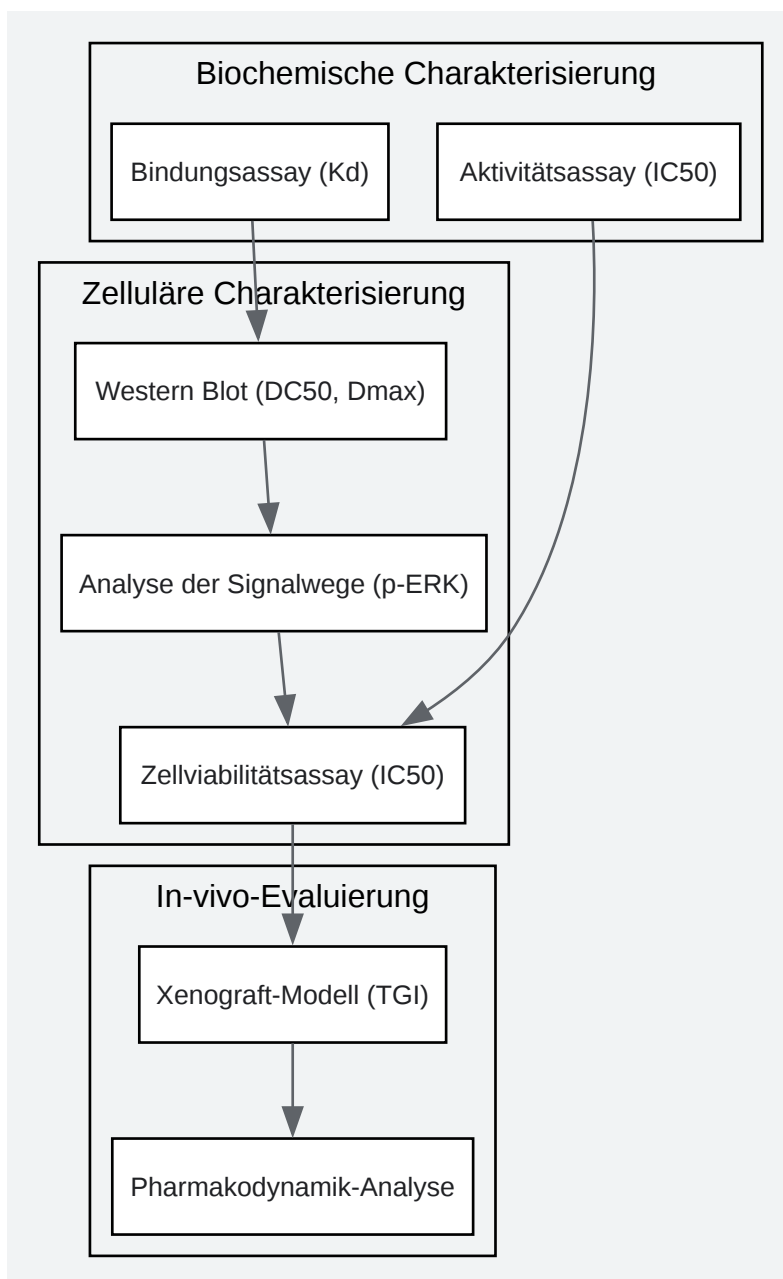 Biochemische Charakterisierung
Bindungsassay (Kd)
Aktivitätsassay (IC50)
Zelluläre Charakterisierung
Western Blot (DC50, Dmax)
Analyse der Signalwege (p-ERK)
Zellviabilitätsassay (IC50)
In-vivo-Evaluierung
Xenograft-Modell (TGI)
Pharmakodynamik-Analyse